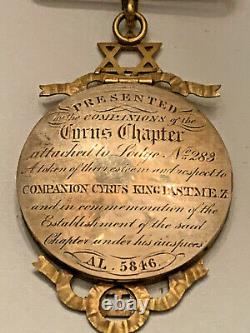 PRESENTED
by the COMPANIONS of the
Cyrus Chapter
attached to Lodge No. 283
A token of their esteem and respect to
COMPANION CYRUS KING PAST M.E.Z
and in commemoration of the
Establishment of the said
Chapter under his auspices
AL. 5846.